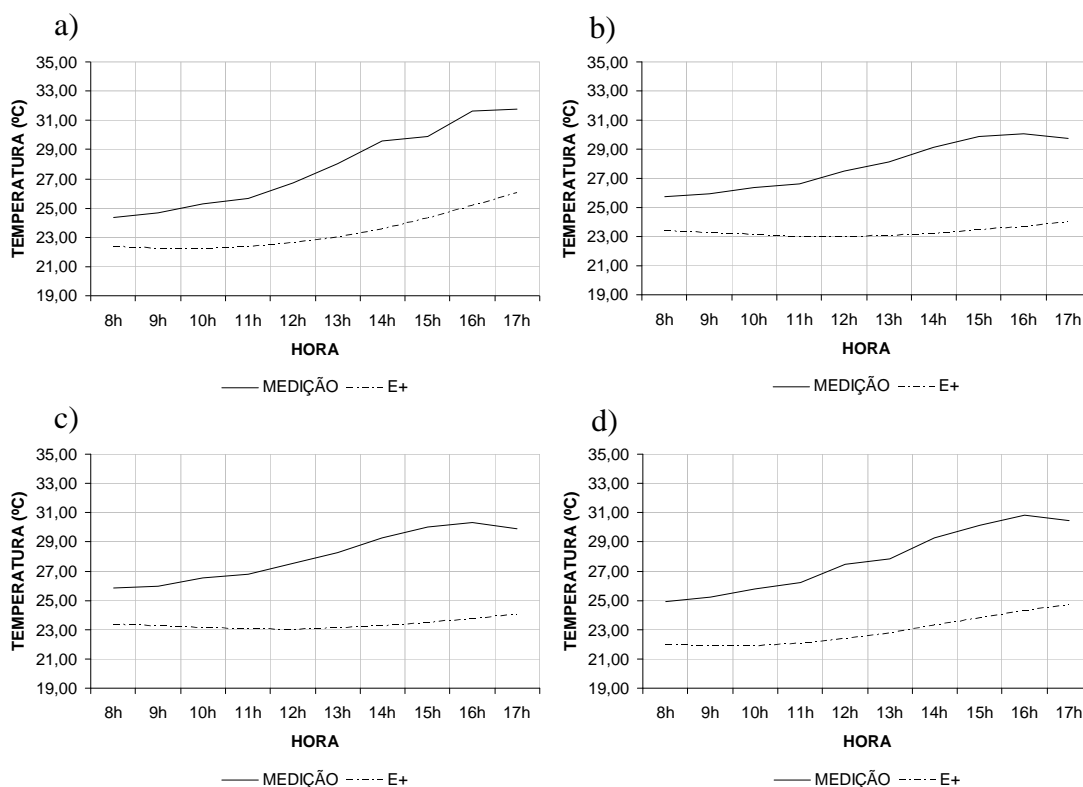 a)
35,00
33,00
31,00
29,00
27,00
25,00
23,00
21,00
19,00
TEMPERATURA (ºC)
8h 9h 10h 11h 12h 13h 14h 15h 16h 17h
HORA
MEDIÇÃO E+
b)
35,00
33,00
31,00
29,00
27,00
25,00
23,00
21,00
19,00
TEMPERATURA (ºC)
8h 9h 10h 11h 12h 13h 14h 15h 16h 17h
HORA
MEDIÇÃO E+
c)
35,00
33,00
31,00
29,00
27,00
25,00
23,00
21,00
19,00
TEMPERATURA (ºC)
8h 9h 10h 11h 12h 13h 14h 15h 16h 17h
HORA
MEDIÇÃO E+
d)
35,00
33,00
31,00
29,00
27,00
25,00
23,00
21,00
19,00
TEMPERATURA (ºC)
8h 9h 10h 11h 12h 13h 14h 15h 16h 17h
HORA
MEDIÇÃO E+